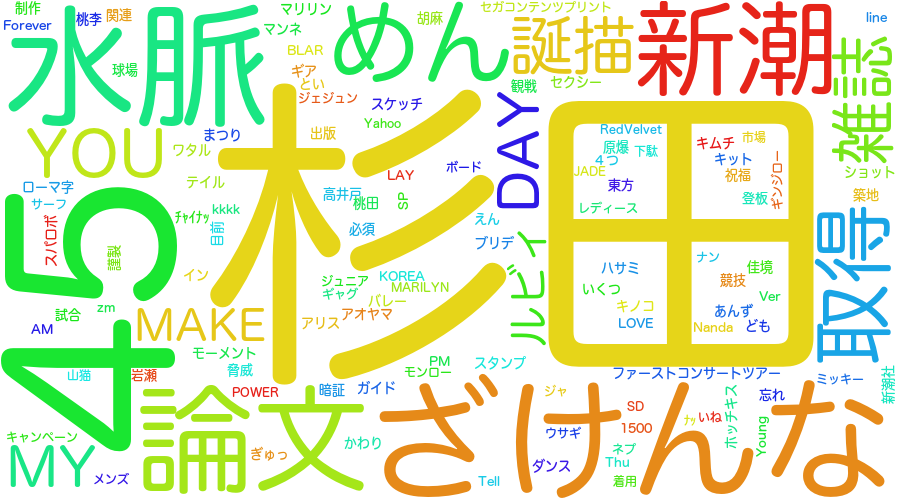 制作
桃李
関連
マリリン
セガコンテンツプリント
line
Forever
マンネ
胡麻
水脈
めん
誕描
新潮
雑誌
球場
BLAR
ギア
とい
ジェジュン
スケッチ
観戦
セクシー
YOU
まつり
出版
Yahoo
DAY
RedVelvet
キムチ
市場
ワタル
杉田
ボード
原爆
4つ
下駄
キット
ショット
ローマ字
テイル
LAY
JADE
祝福
ギンジロー
サーフ
高井戸
桃田
SP
東方
登板
築地
45
ﾁｬｲﾅｯ
kkkk
えん
レディース
取得
スパロボ
目前
必須
ブリデ
謹製
イン
ジュニア
KOREA
ルビィ
ハサミ
ナン
住境
ギャグ
MARILYN
いくつ
競技
zm
バレー
キノコ
あんず
Ver
試合
MAKE
アリス
アオヤマ
LOVE
Nanda
ども
AM
モーメント
PM
スタンプ
山猫
岩瀬
脅威
モンロー
ファーストコンサートツアー
ミッキー
新潮社
POWER
暗証
ガイド
論文
ざけんな
ジャ
ホッチキス
忘れ
SD
ﾅｯ
いね
キャンペーン
1500
Young
MY
ぎゅっ
かわり
ウサギ
ネブ
メンズ
Tell
ダンス
Thu
着用